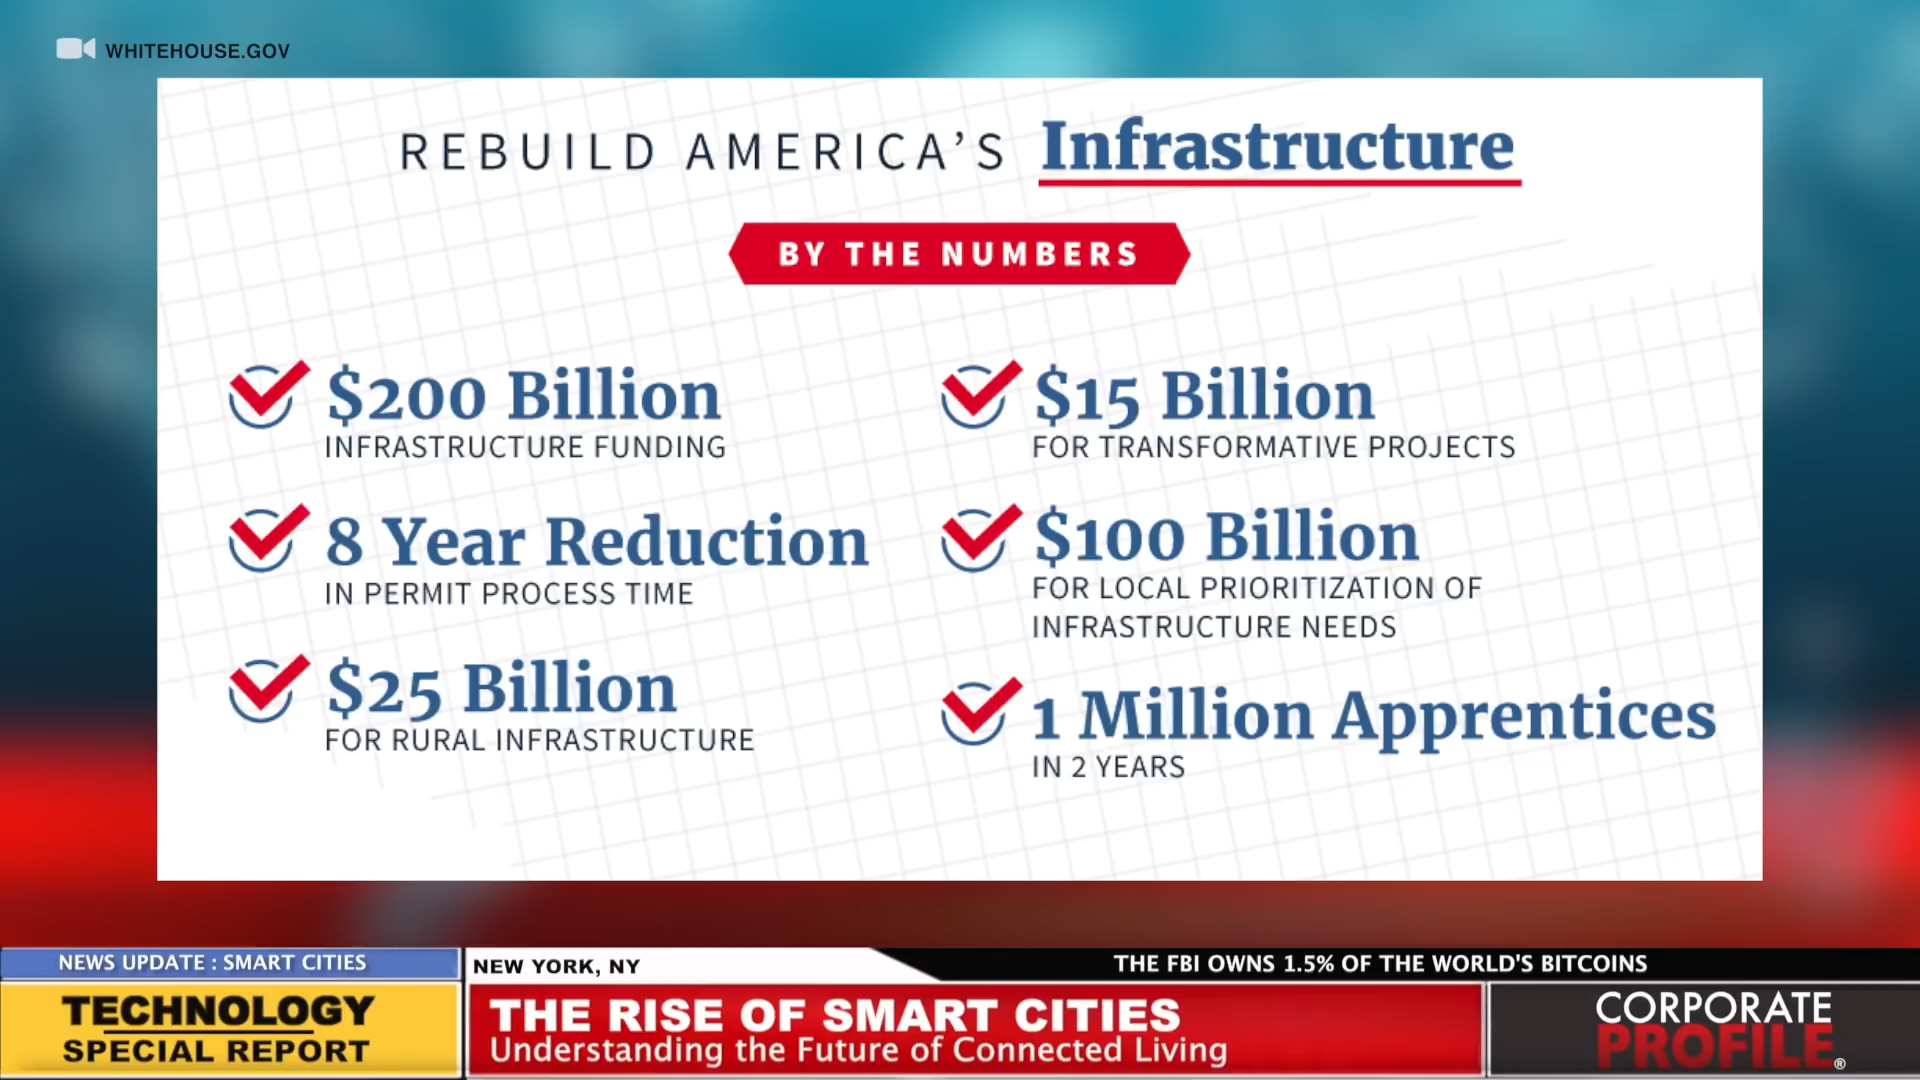 WHITEHOUSE.GOV
REBUILD AMERICA'S Infrastructure
BY THE NUMBERS
$200 Billion
INFRASTRUCTURE FUNDING
8 Year Reduction
IN PERMIT PROCESS TIME
$25 Billion
FOR RURAL INFRASTRUCTURE
$15 Billion
FOR TRANSFORMATIVE PROJECTS
$100 Billion
FOR LOCAL PRIORITIZATION OF
INFRASTRUCTURE NEEDS
1 Million Apprentices
IN 2 YEARS
NEWS UPDATE : SMART CITIES
NEW YORK, NY
THE FBI OWNS 1.5% OF THE WORLD'S BITCOINS
TECHNOLOGY
SPECIAL REPORT
THE RISE OF SMART CITIES
Understanding the Future of Connected Living
CORPORATE
PROFILE®